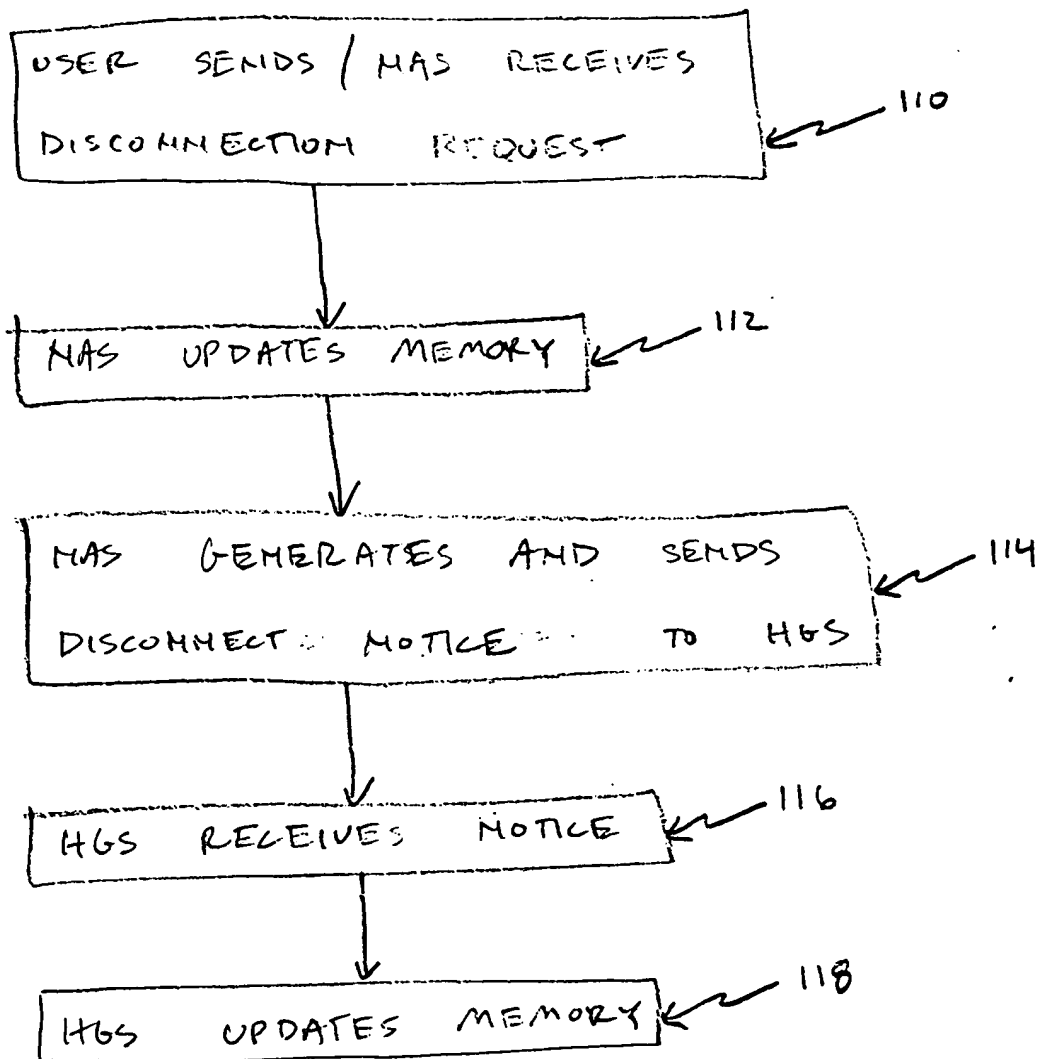 USER SENDS / NAS RECEIVES
DISCONNECTION REQUEST
110
NAS UPDATES MEMORY
112
NAS GENERATES AND SENDS
DISCONNECT NOTICE TO HGS
114
HGS RECEIVES NOTICE
116
HGS UPDATES MEMORY
118